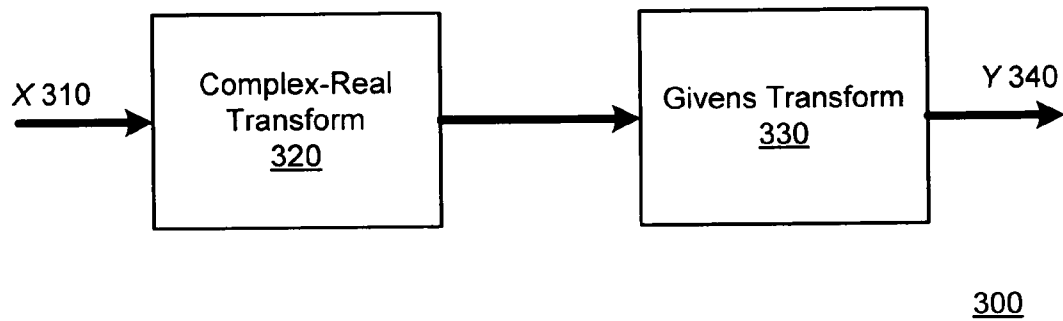 X 310
Complex-Real
Transform
320
Givens Transform
330
Y 340
300